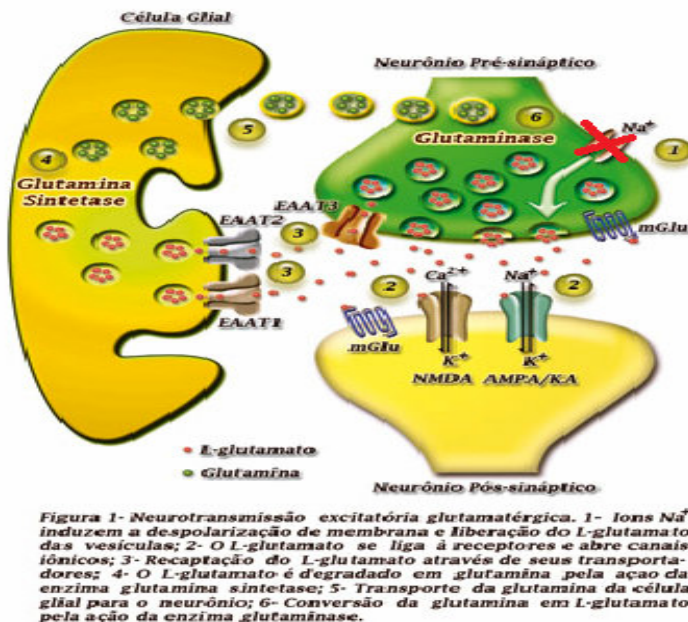 Célula Glial
Neurônio Pré-sináptico
5
6
Glutaminase
Na⁺
1
4
Glutamina
Sintetase
EAAT3
EAAT2
3
mGlu
3
2
Ca²⁺
Na⁺
2
EAAT1
mGlu
K⁺
K⁺
NMDA
AMPA/KA
L-glutamato
Glutamina
Neurônio Pós-sináptico
Figura 1- Neurotransmissão excitatória glutamatérgica. 1- Ions Na⁺
induzem a despolarização de membrana e liberação do L-glutamato
das vesículas; 2- O L-glutamato se liga á receptores e abre canais
iônicos; 3- Recaptação do L-glutamato através de seus transporta-
dores; 4- O L-glutamato é degradado em glutamina pela açao da
enzima glutamina sintetase; 5- Transporte da glutamina da célula
glial para o neurônio; 6- Conversão da glutamina em L-glutamato
pela ação da enzima glutaminase.